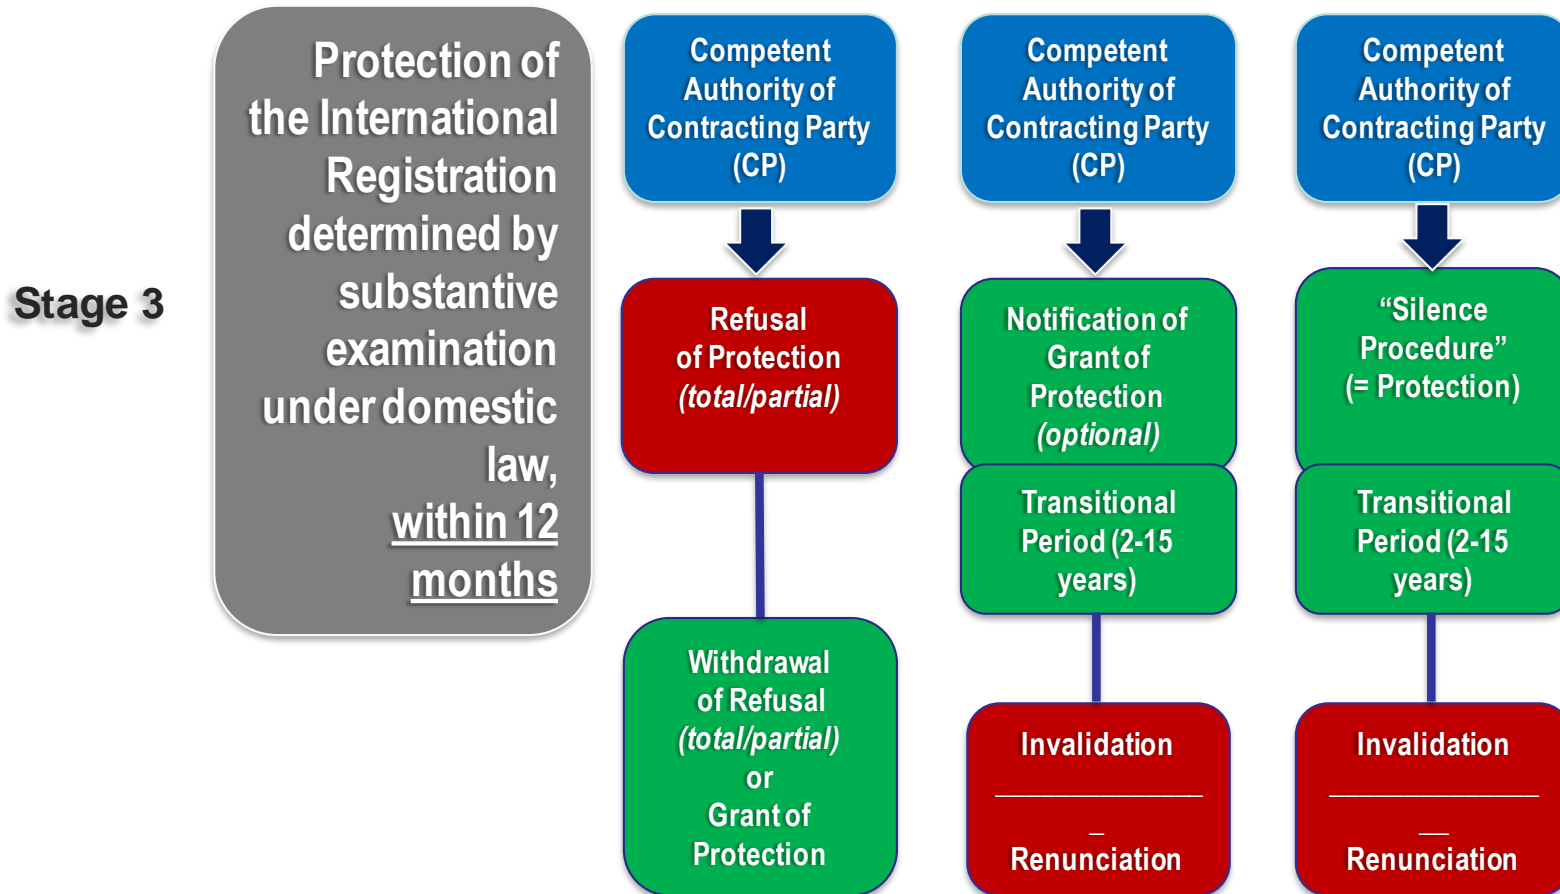 Stage 3
Protection of
the International
Registration
determined by
substantive
examination
under domestic
law,
within 12
months
Competent
Authority of
Contracting Party
(CP)
Refusal
of Protection
(total/partial)
Withdrawal
of Refusal
(total/partial)
or
Grant of
Protection
Competent
Authority of
Contracting Party
(CP)
Notification of
Grant of
Protection
(optional)
Transitional
Period (2-15
years)
Invalidation
_______________
_
Renunciation
Competent
Authority of
Contracting Party
(CP)
“Silence
Procedure”
(= Protection)
Transitional
Period (2-15
years)
Invalidation
_______________
__
Renunciation